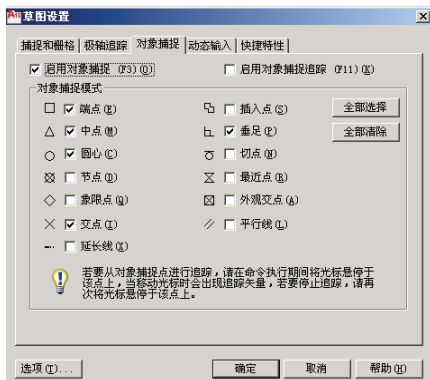 草图设置
捕捉和栅格 极轴追踪 对象捕捉 动态输入 快捷特性
启用对象捕捉 (F3)(O) 启用对象捕捉追踪 (F11)(K)
对象捕捉模式
端点(E) 插入点(S) 全部选择
中点(M) 垂足(P) 全部清除
圆心(C) 切点(N)
节点(D) 最近点(R)
象限点(Q) 外观交点(A)
交点(I) 平行线(L)
延长线(X)
若要从对象捕捉点进行追踪，请在命令执行期间将光标悬停于
该点上，当移动光标时会出现追踪矢量，若要停止追踪，请再
次将光标悬停于该点上。
选项(T)... 确定 取消 帮助(H)